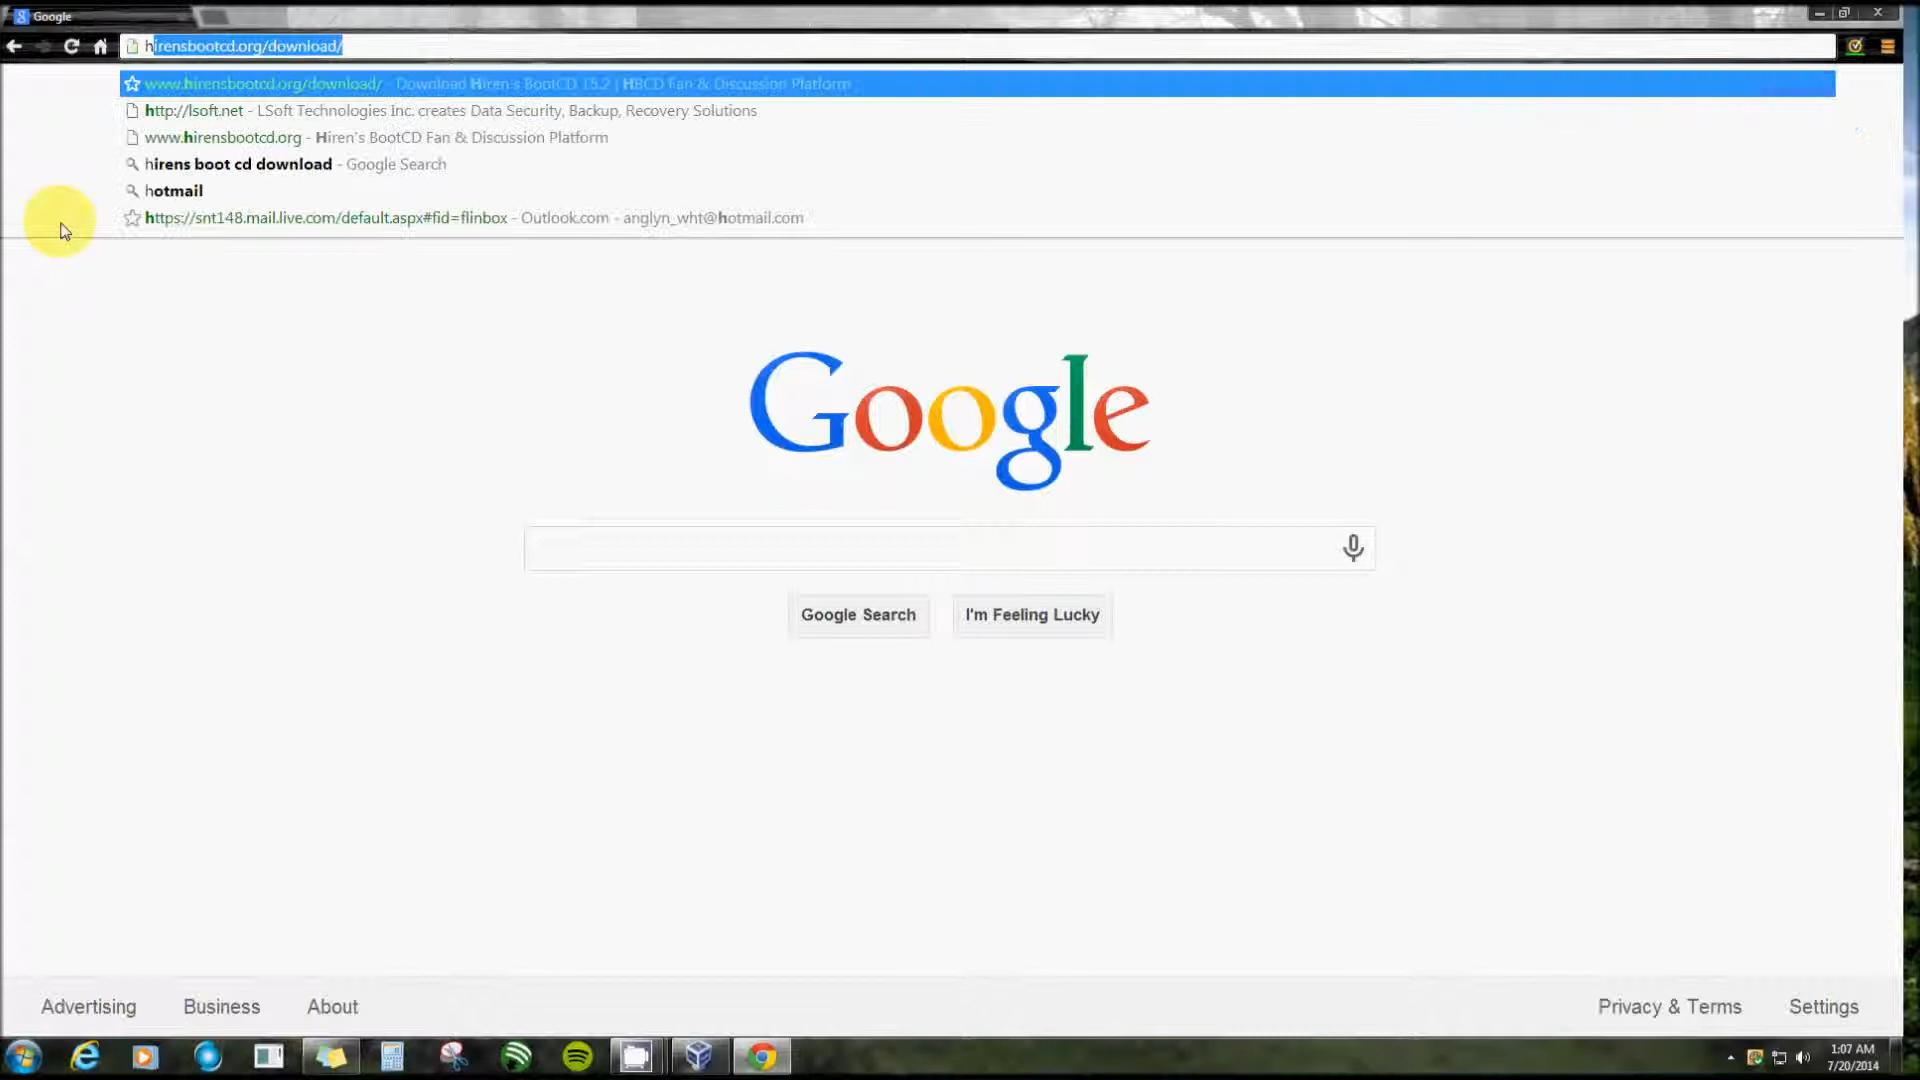 Google
hirensbootcd.org/download/
www.hirensbootcd.org/download/ - Download Hiren's BootCD 15.2 | HBCD Fan & Discussion Platform
http://lsoft.net - LSoft Technologies Inc. creates Data Security, Backup, Recovery Solutions
www.hirensbootcd.org - Hiren's BootCD Fan & Discussion Platform
hirens boot cd download - Google Search
hotmail
https://snt148.mail.live.com/default.aspx#fid=flinbox - Outlook.com - anglyn_wht@hotmail.com
Google
Google Search I'm Feeling Lucky
Advertising Business About Privacy & Terms Settings
1:07 AM
7/20/2014